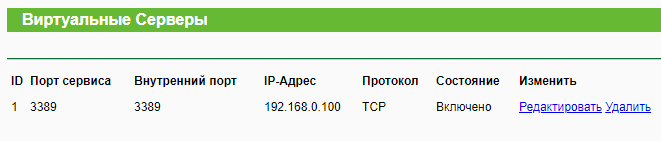 Виртуальные Серверы
ID Порт сервиса Внутренний порт IP-Адрес Протокол Состояние Изменить
1 3389 3389 192.168.0.100 TCP Включено Редактировать Удалить